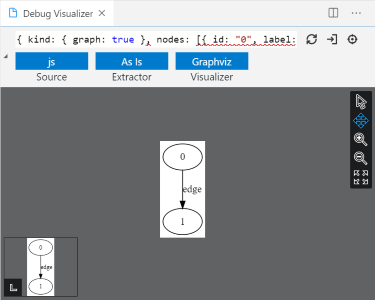 Debug Visualizer
{ kind: { graph: true }, nodes: [{ id: "0", label:
js As Is Graphviz
Source Extractor Visualizer
0
edge
1
0
edge
1